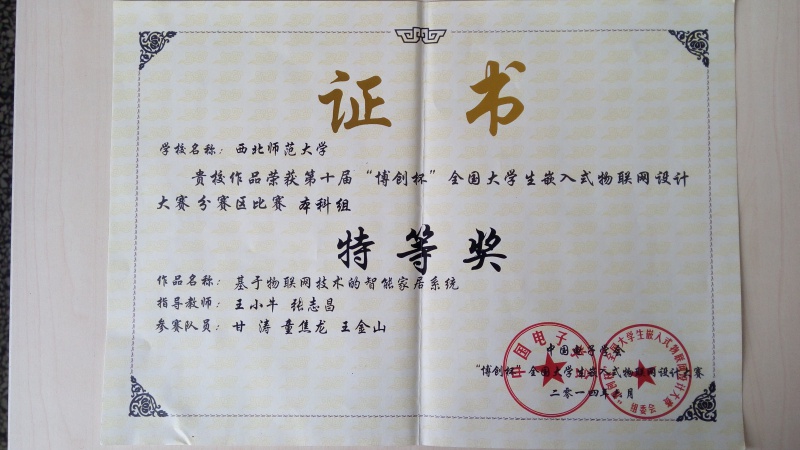 证书
学校名称：西北师范大学
贵校作品荣获第十届“博创杯”全国大学生嵌入式物联网设计
大赛分赛区比赛 本科组
特等奖
作品名称：基于物联网技术的智能家居系统
指导教师：王小牛 张志昌
参赛队员：甘 涛 童焦龙 王金山
中国电子学会
“博创杯”全国大学生嵌入式物联网设计大赛
二零一四年 月